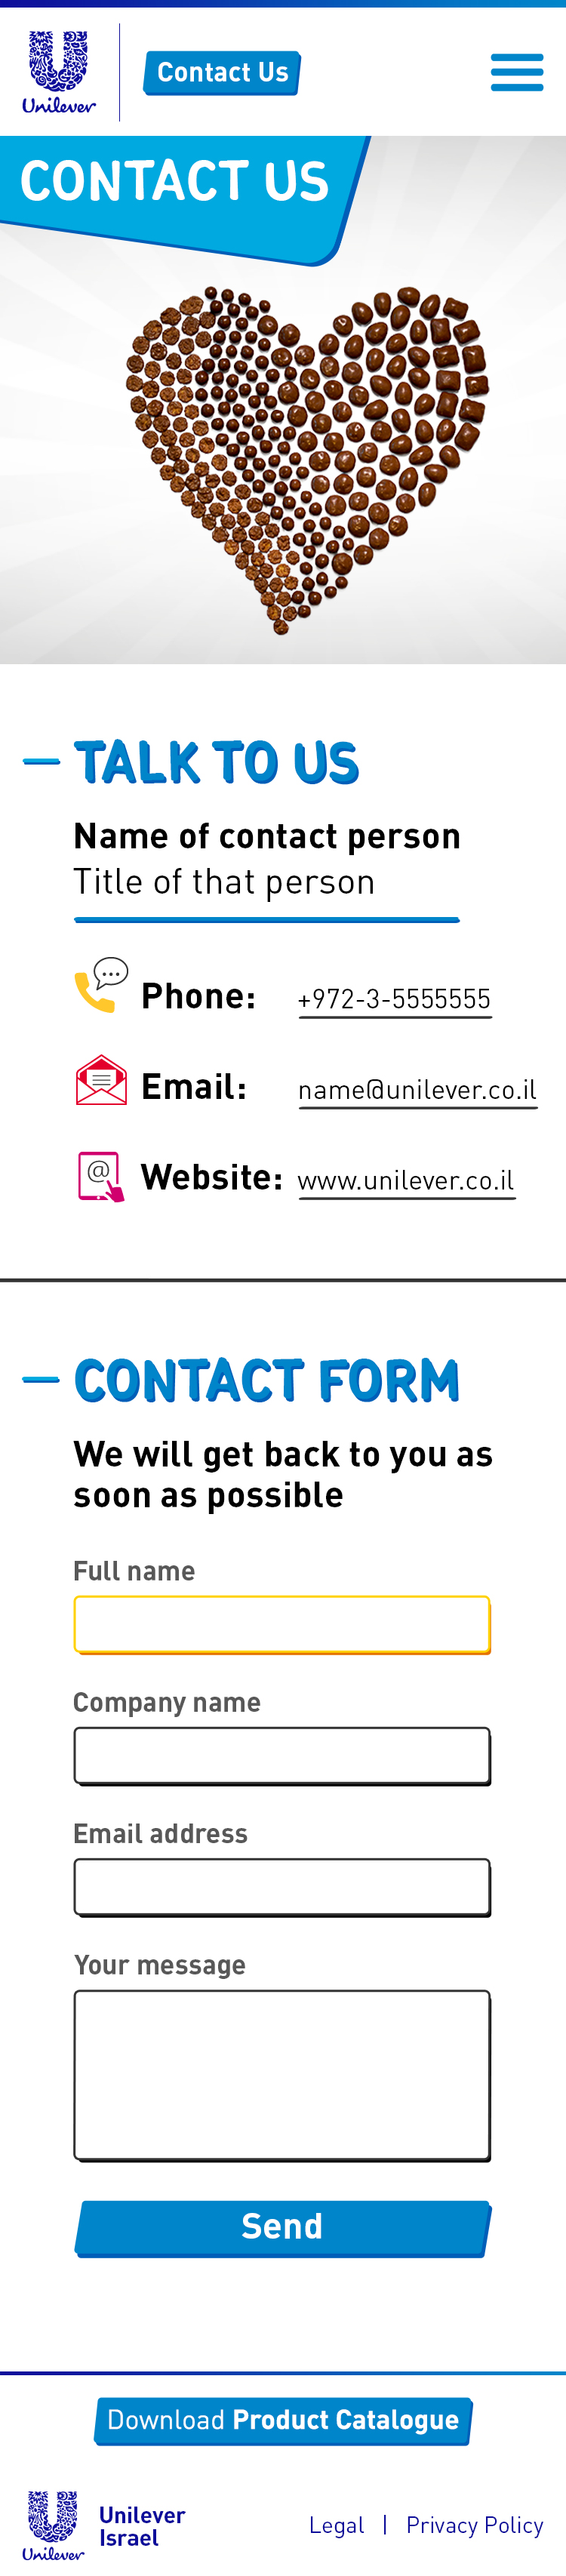 Unilever
Contact Us
CONTACT US
TALK TO US
Name of contact person
Title of that person
Phone: +972-3-5555555
Email: name@unilever.co.il
@
Website: www.unilever.co.il
CONTACT FORM
We will get back to you as
soon as possible
Full name
Company name
Email address
Your message
Send
Download Product Catalogue
Unilever
Unilever
Israel
Legal | Privacy Policy